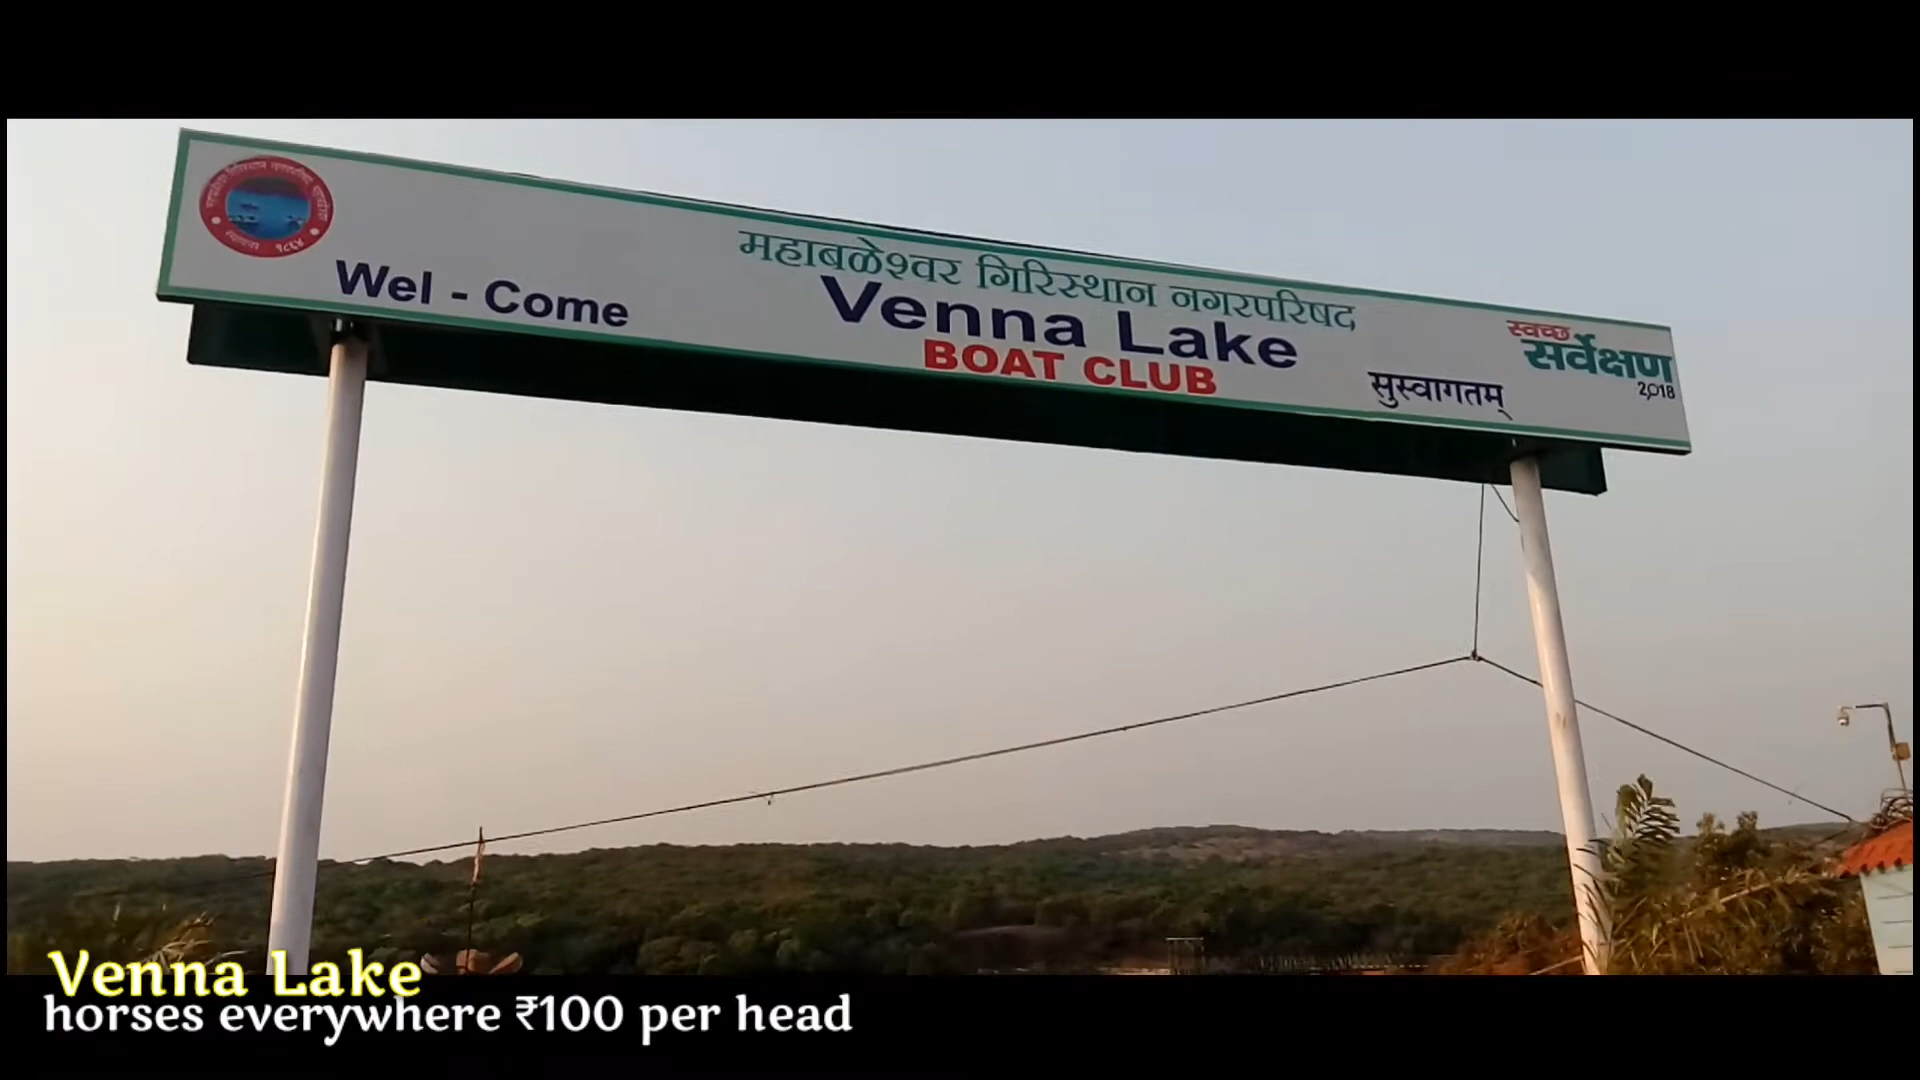 Wel - Come
महाबळेश्वर गिरिस्थान नगरपरिषद
Venna Lake
BOAT CLUB
सुस्वागतम्
स्वच्छ
सर्वेक्षण
2018
Venna Lake
horses everywhere ₹100 per head